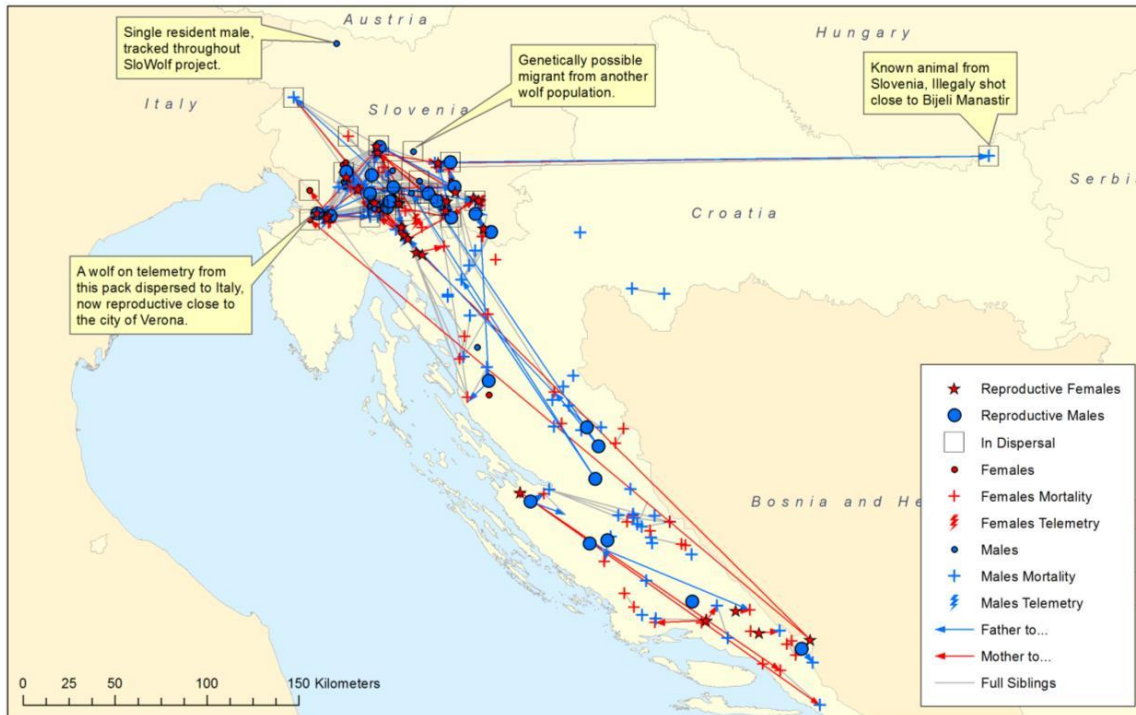 Single resident male,
tracked throughout
SloWolf project.
Austria
Hungary
Genetically possible
migrant from another
wolf population.
Known animal from
Slovenia, Illegaly shot
close to Bijeli Manastir
Italy
Slovenia
Serbia
Croatia
A wolf on telemetry from
this pack dispersed to Italy,
now reproductive close to
the city of Verona.
Bosnia and He
Reproductive Females
Reproductive Males
In Dispersal
Females
Females Mortality
Females Telemetry
Males
Males Mortality
Males Telemetry
Father to...
Mother to...
Full Siblings
0 25 50 100 150 Kilometers